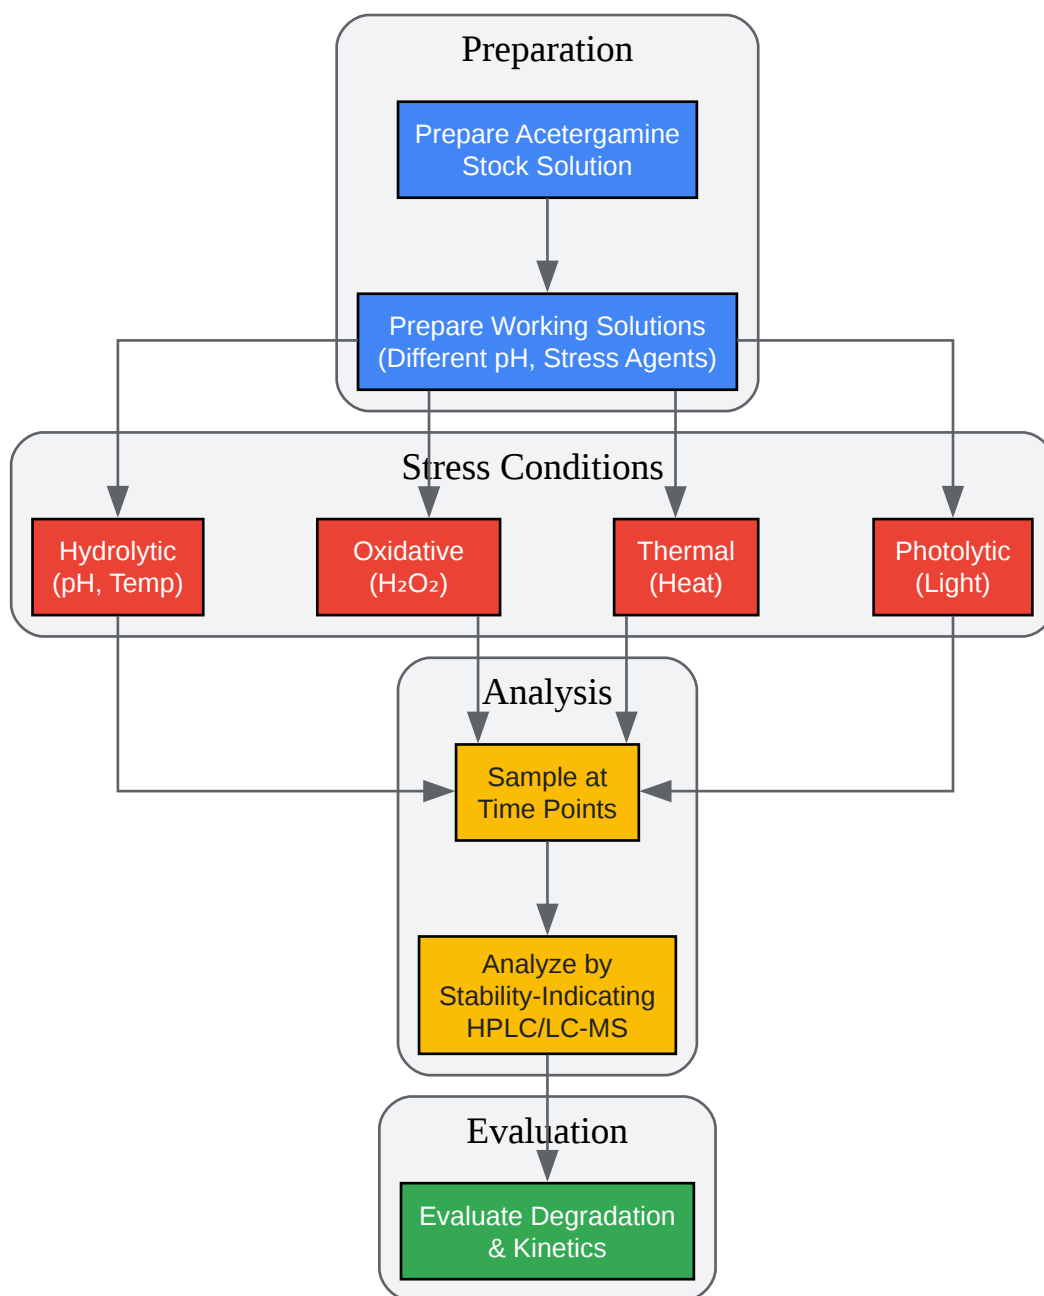 Preparation
Prepare Acetergamine
Stock Solution
Prepare Working Solutions
(Different pH, Stress Agents)
Stress Conditions
Hydrolytic
(pH, Temp)
Oxidative
(H₂O₂)
Thermal
(Heat)
Photolytic
(Light)
Analysis
Sample at
Time Points
Analyze by
Stability-Indicating
HPLC/LC-MS
Evaluation
Evaluate Degradation
& Kinetics